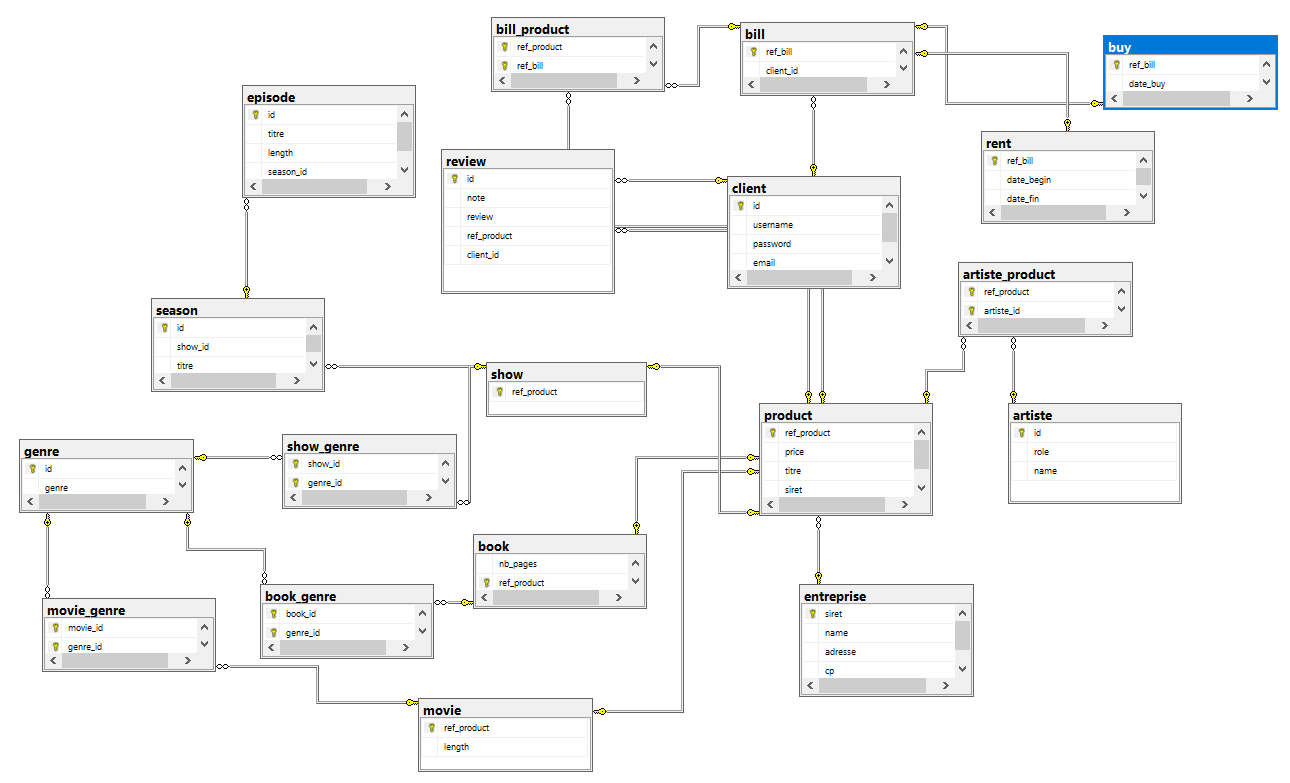 bill_product
ref_product
ref_bill
bill
ref_bill
client_id
buy
ref_bill
date_buy
episode
id
titre
length
season_id
rent
ref_bill
date_begin
date_fin
review
id
note
review
ref_product
client_id
client
id
username
password
email
artiste_product
ref_product
artiste_id
season
id
show_id
titre
show
ref_product
product
ref_product
price
titre
siret
artiste
id
role
name
genre
id
genre
show_genre
show_id
genre_id
book
nb_pages
ref_product
book_genre
book_id
genre_id
entreprise
siret
name
adresse
cp
movie_genre
movie_id
genre_id
movie
ref_product
length